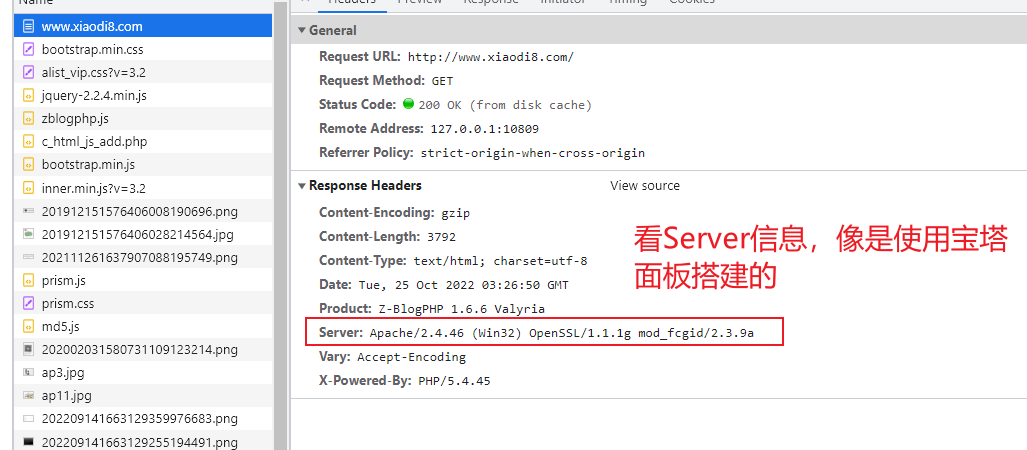 Name
www.xiaodi8.com
bootstrap.min.css
alist_vip.css?v=3.2
jquery-2.2.4.min.js
zblogphp.js
c_html_js_add.php
bootstrap.min.js
inner.min.js?v=3.2
201912151576406008190696.png
201912151576406028214564.jpg
202111261637907088195749.png
prism.js
prism.css
md5.js
202002031580731109123214.png
ap3.jpg
ap11.jpg
202209141663129359976683.png
202209141663129255194491.png
Headers Preview Response Initiator Timing Cookies
General
Request URL: http://www.xiaodi8.com/
Request Method: GET
Status Code: 200 OK (from disk cache)
Remote Address: 127.0.0.1:10809
Referrer Policy: strict-origin-when-cross-origin
Response Headers View source
Content-Encoding: gzip
Content-Length: 3792
Content-Type: text/html; charset=utf-8
Date: Tue, 25 Oct 2022 03:26:50 GMT
Product: Z-BlogPHP 1.6.6 Valyria
Server: Apache/2.4.46 (Win32) OpenSSL/1.1.1g mod_fcgid/2.3.9a
Vary: Accept-Encoding
X-Powered-By: PHP/5.4.45
看Server信息，像是使用宝塔
面板搭建的